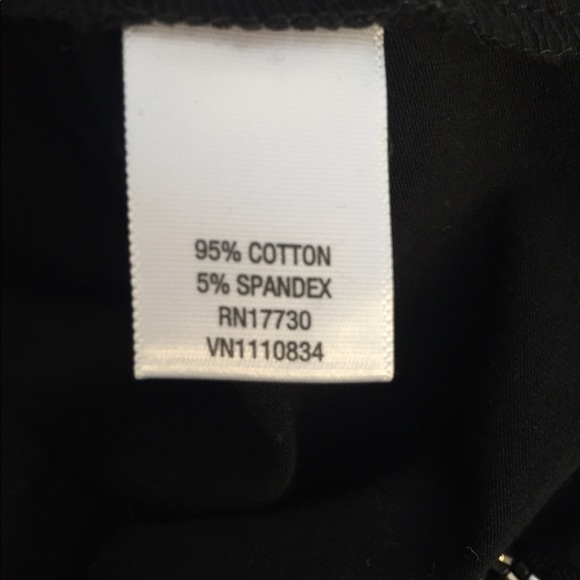 95% COTTON
5% SPANDEX
RN17730
VN1110834